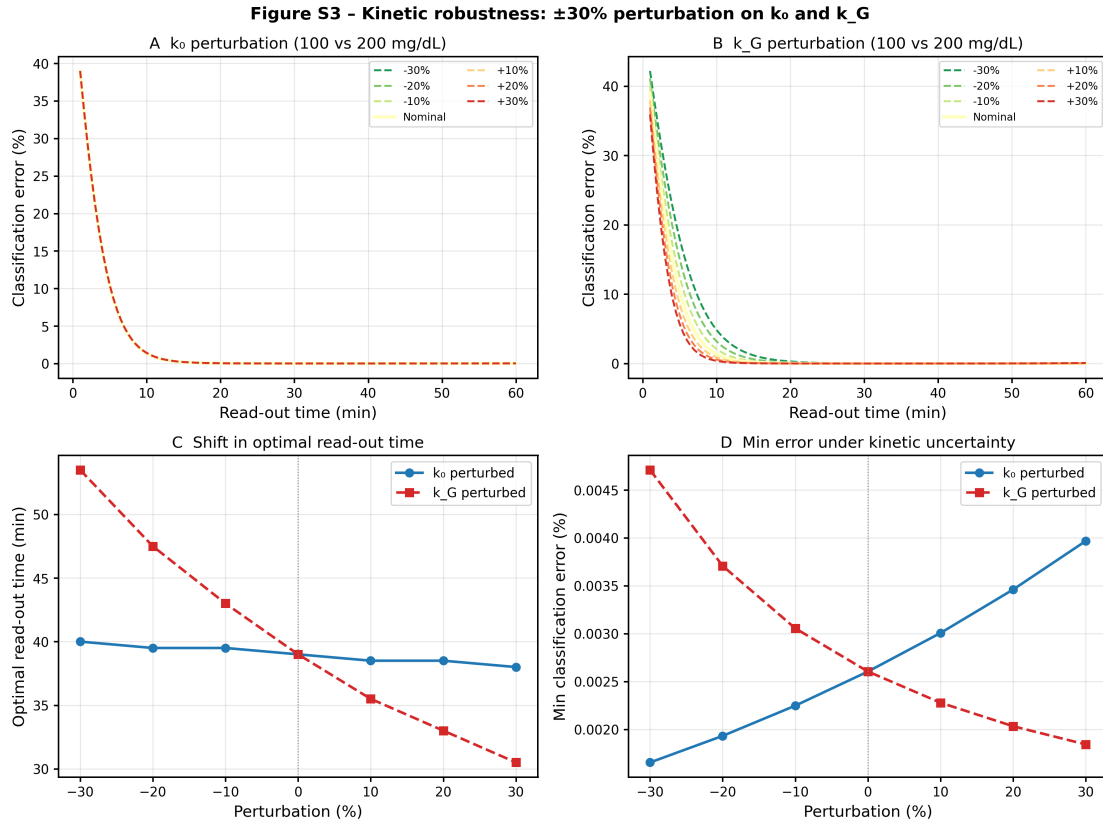 Figure S3 – Kinetic robustness: ±30% perturbation on k₀ and k_G
A  k₀ perturbation (100 vs 200 mg/dL)
Classification error (%)
40
35
30
25
20
15
10
5
0
-30%
-20%
-10%
Nominal
+10%
+20%
+30%
0 10 20 30 40 50 60
Read-out time (min)
B  k_G perturbation (100 vs 200 mg/dL)
Classification error (%)
40
30
20
10
0
-30%
-20%
-10%
Nominal
+10%
+20%
+30%
0 10 20 30 40 50 60
Read-out time (min)
C  Shift in optimal read-out time
Optimal read-out time (min)
50
45
40
35
30
k₀ perturbed
k_G perturbed
−30 −20 −10 0 10 20 30
Perturbation (%)
D  Min error under kinetic uncertainty
Min classification error (%)
0.0045
0.0040
0.0035
0.0030
0.0025
0.0020
k₀ perturbed
k_G perturbed
−30 −20 −10 0 10 20 30
Perturbation (%)